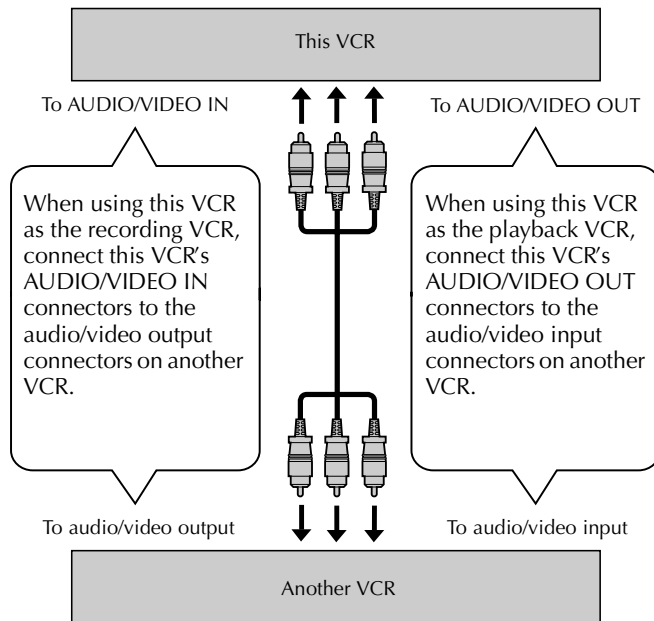 This VCR
To AUDIO/VIDEO IN
To AUDIO/VIDEO OUT
When using this VCR
as the recording VCR,
connect this VCR's
AUDIO/VIDEO IN
connectors to the
audio/video output
connectors on another
VCR.
When using this VCR
as the playback VCR,
connect this VCR's
AUDIO/VIDEO OUT
connectors to the
audio/video input
connectors on another
VCR.
To audio/video output
To audio/video input
Another VCR